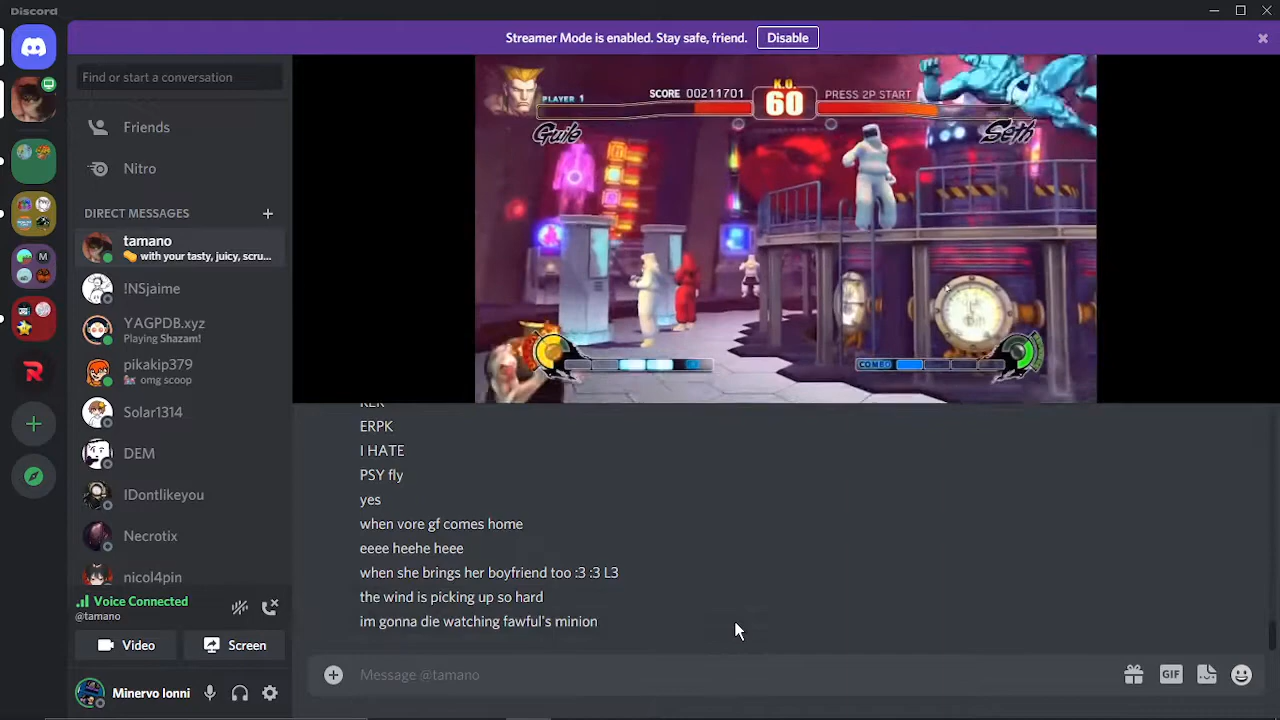 Discord
Streamer Mode is enabled. Stay safe, friend.
Disable
Find or start a conversation
Friends
Nitro
DIRECT MESSAGES
tamano
with your tasty, juicy, scru...
!NSjaime
YAGPDB.xyz
Playing Shazam!
pikakip379
omg scoop
Solar1314
DEM
IDontlikeyou
Necrotix
nicol4pin
Voice Connected
@tamano
Video
Screen
Minervo Ionni
PLAYER 1
SCORE 00211701
K.O.
60
PRESS 2P START
Guile
Seth
COMBO
ERPK
I HATE
PSY fly
yes
when vore gf comes home
eeee heehe heee
when she brings her boyfriend too :3 :3 L3
the wind is picking up so hard
im gonna die watching fawful's minion
Message @tamano
GIF